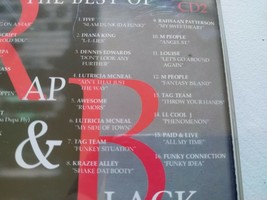 THE BEST OF
CD2
1. FIVE
"SLAM DUNK (DA FUNK)"
2. DIANA KING
"L-L-LIES"
3. DENNIS EDWARDS
"DON'T LOOK ANY
FURTHER"
4. LUTRICIA MCNEAL
"AIN'T THAT JUST
THE WAY"
5. AWESOME
"RUMORS"
6. LUTRICIA MCNEAL
"MY SIDE OF TOWN"
7. TAG TEAM
"FUNKY SITUATION"
8. KRAZEE ALLEY
"SHAKE DAT BOOTY"
9. RAHSAAN PATTERSON
10. M PEOPLE
11. LOUISE
"LET'S GO ROUND
AGAIN"
12. M PEOPLE
"FANTASY ISLAND"
13. TAG TEAM
"THROW YOUR HANDS"
14. LL COOL J
"PHENOMENON"
15. PAID & LIVE
"ALL MY TIME"
16. FUNKY CONNECTION
"FUNKY IDEA"
AP
&
B
LACK